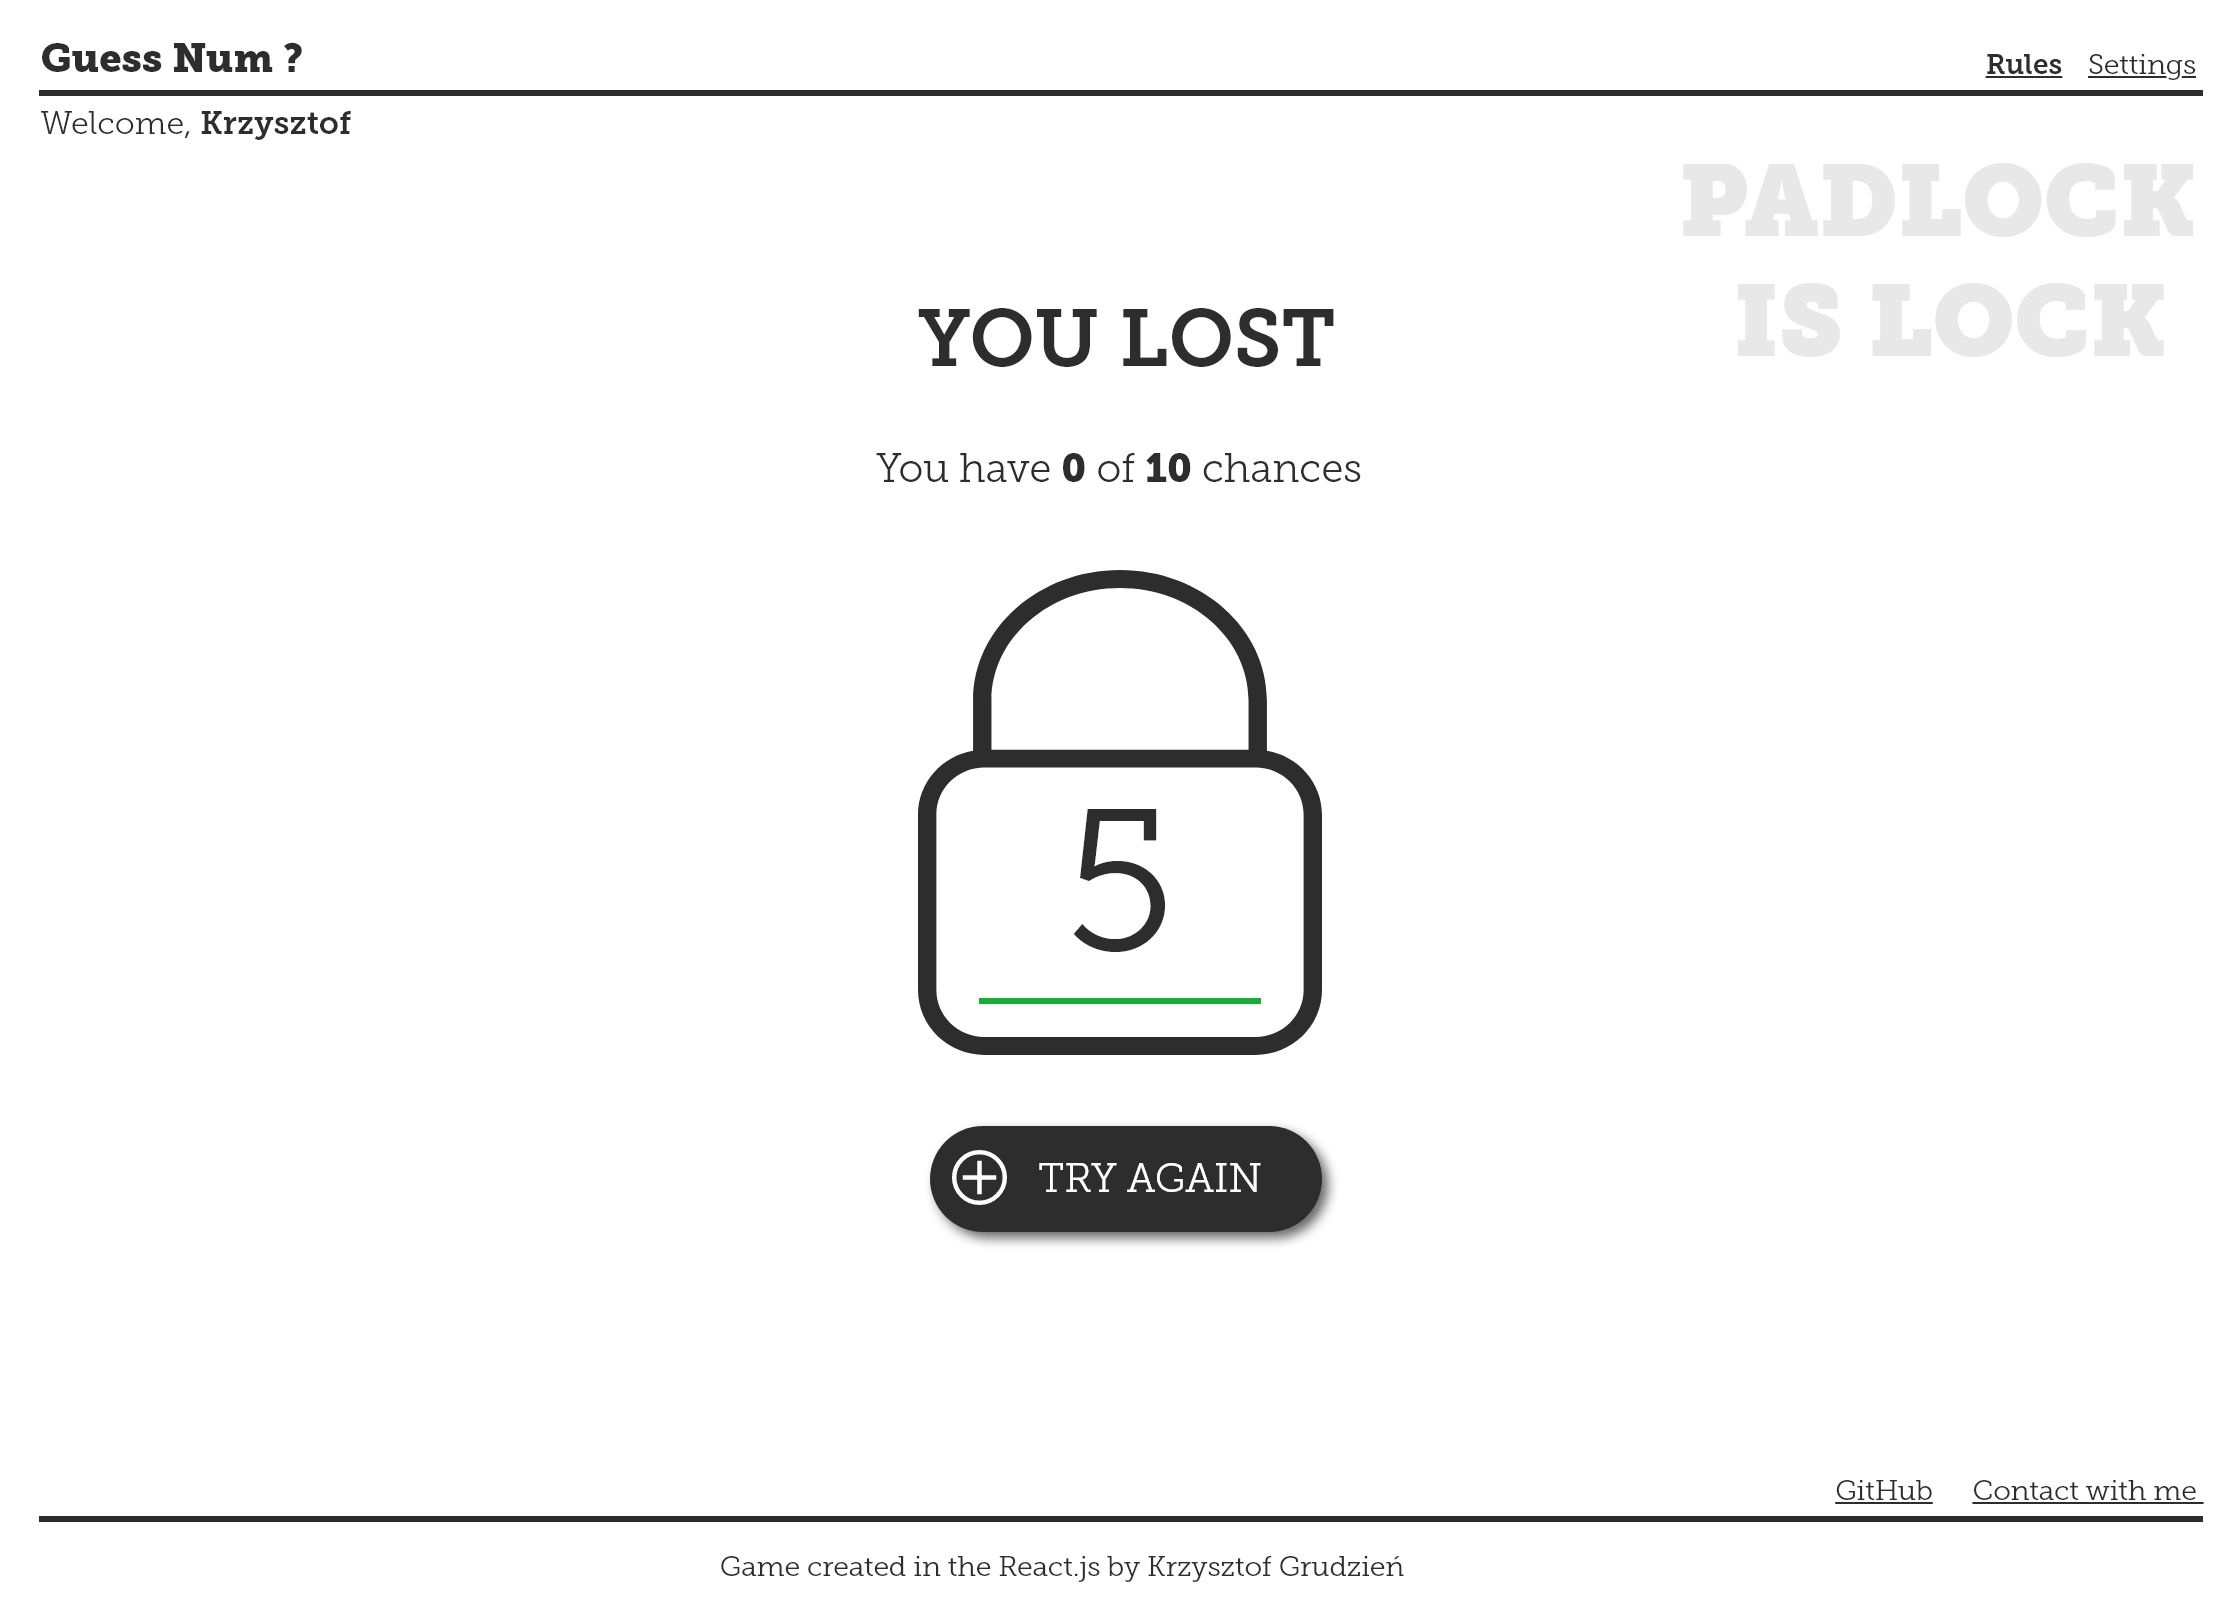 Guess Num ?
Rules Settings
Welcome, Krzysztof
PADLOCK
IS LOCK
YOU LOST
You have 0 of 10 chances
5
TRY AGAIN
GitHub Contact with me
Game created in the React.js by Krzysztof Grudzień